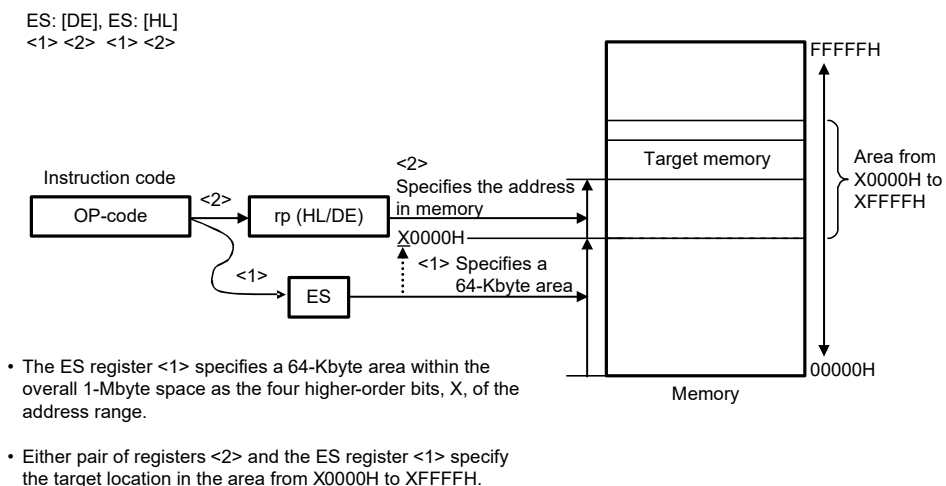 ES: [DE], ES: [HL]
<1> <2> <1> <2>
FFFFFH
Target memory
Area from
X0000H to
XFFFFH
Instruction code
OP-code
<2>
rp (HL/DE)
<2>
Specifies the address
in memory
X0000H
<1> Specifies a
64-Kbyte area
<1>
ES
00000H
Memory
• The ES register <1> specifies a 64-Kbyte area within the
overall 1-Mbyte space as the four higher-order bits, X, of the
address range.
• Either pair of registers <2> and the ES register <1> specify
the target location in the area from X0000H to XFFFFH.